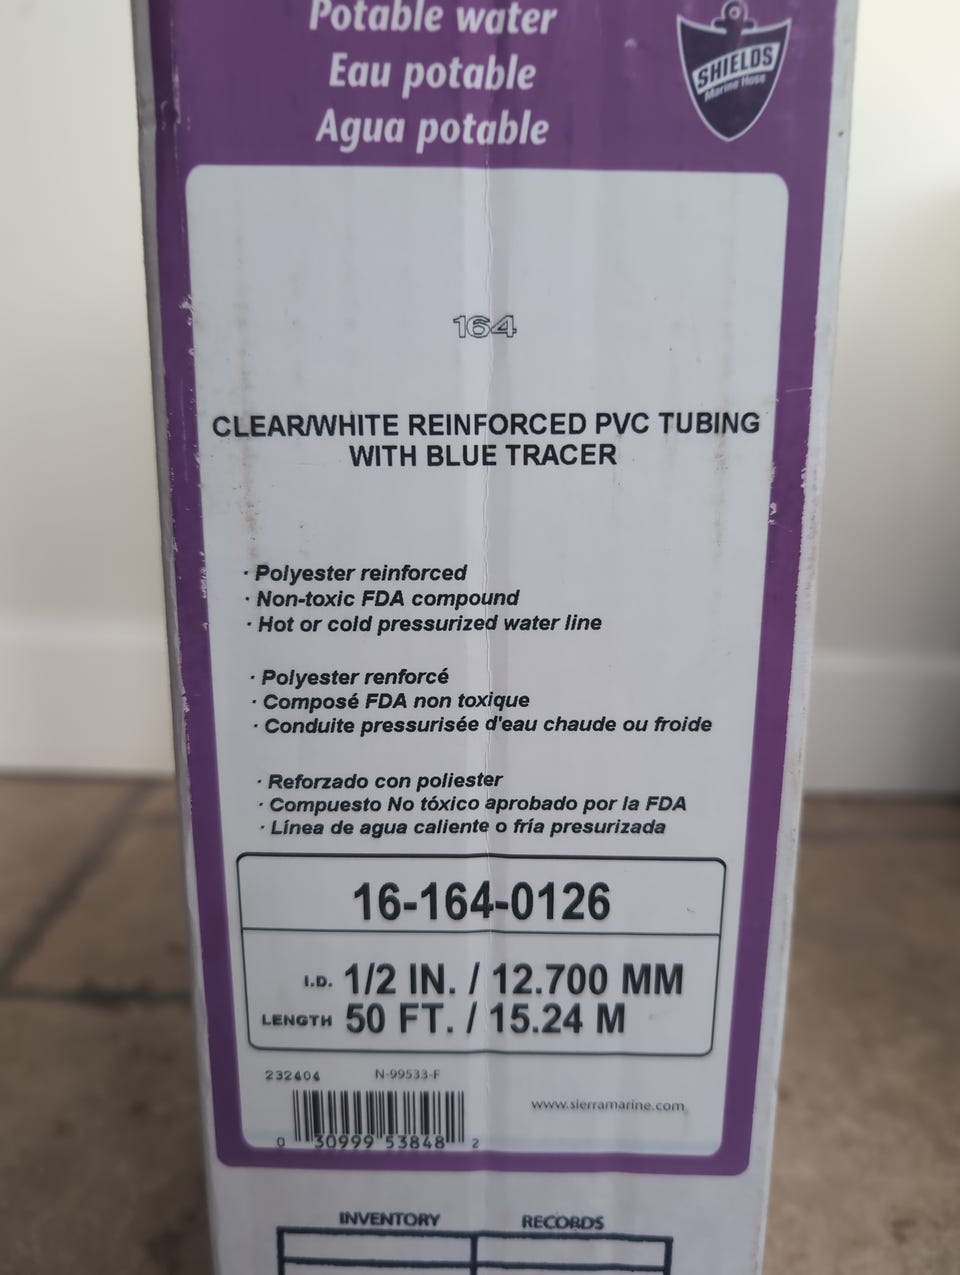 Potable water
Eau potable
Agua potable
SHIELDS
Marine Hose
164
CLEAR/WHITE REINFORCED PVC TUBING
WITH BLUE TRACER
· Polyester reinforced
· Non-toxic FDA compound
· Hot or cold pressurized water line
· Polyester renforcé
· Composé FDA non toxique
· Conduite pressurisée d'eau chaude ou froide
· Reforzado con poliester
· Compuesto No tóxico aprobado por la FDA
· Línea de agua caliente o fría presurizada
16-164-0126
I.D. 1/2 IN. / 12.700 MM
LENGTH 50 FT. / 15.24 M
232404 N-99533-F
www.sierramarine.com
0 30999 53848 2
INVENTORY RECORDS